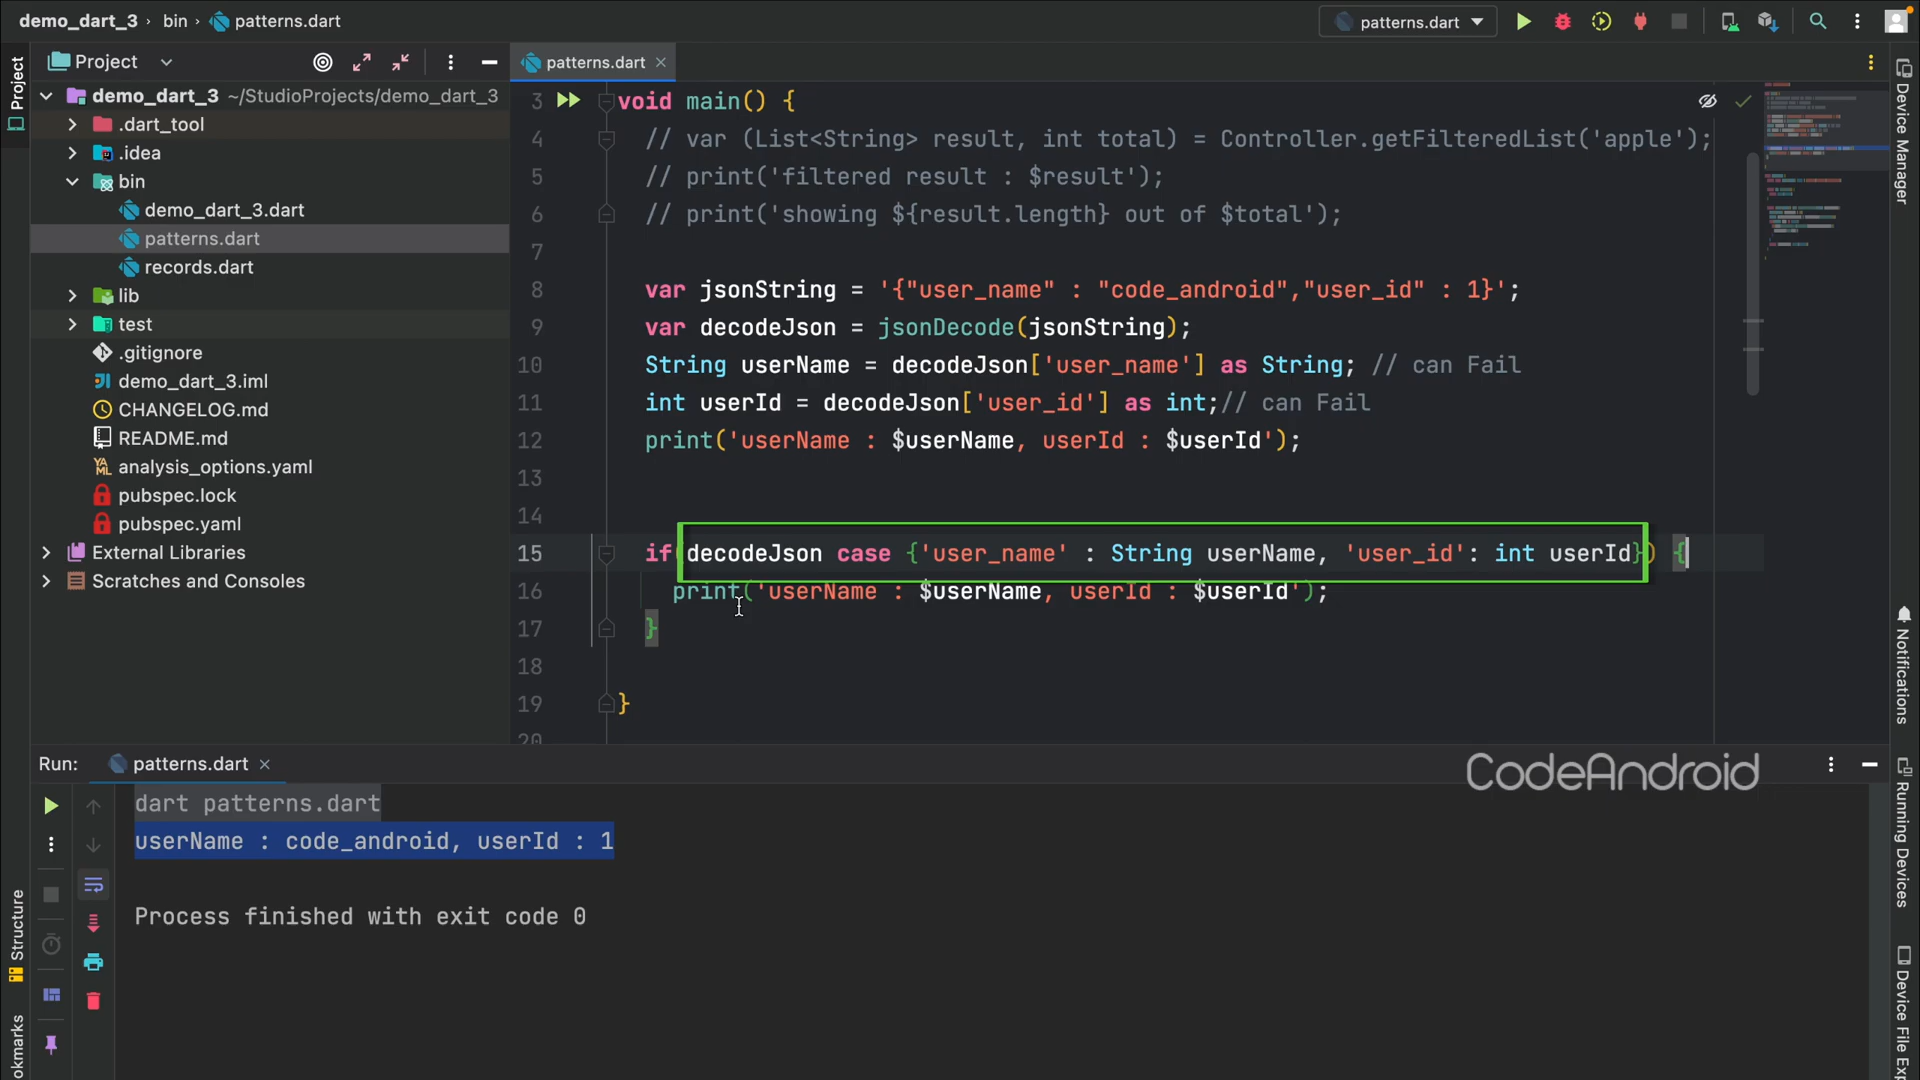 demo_dart_3 › bin › patterns.dart
patterns.dart
Project
patterns.dart
Project
demo_dart_3 ~/StudioProjects/demo_dart_3
.dart_tool
.idea
bin
demo_dart_3.dart
patterns.dart
records.dart
lib
test
.gitignore
demo_dart_3.iml
CHANGELOG.md
README.md
analysis_options.yaml
pubspec.lock
pubspec.yaml
External Libraries
Scratches and Consoles
3 void main() {
4 // var (List<String> result, int total) = Controller.getFilteredList('apple');
5 // print('filtered result : $result');
6 // print('showing ${result.length} out of $total');
7
8 var jsonString = '{"user_name" : "code_android","user_id" : 1}';
9 var decodeJson = jsonDecode(jsonString);
10 String userName = decodeJson['user_name'] as String; // can Fail
11 int userId = decodeJson['user_id'] as int;// can Fail
12 print('userName : $userName, userId : $userId');
13
14
15 if(decodeJson case {'user_name' : String userName, 'user_id': int userId}) {
16 print('userName : $userName, userId : $userId');
17 }
18
19 }
20
Device Manager
Notifications
Running Devices
Device File Exp
Run: patterns.dart
CodeAndroid
dart patterns.dart
userName : code_android, userId : 1
Process finished with exit code 0
Structure
okmarks